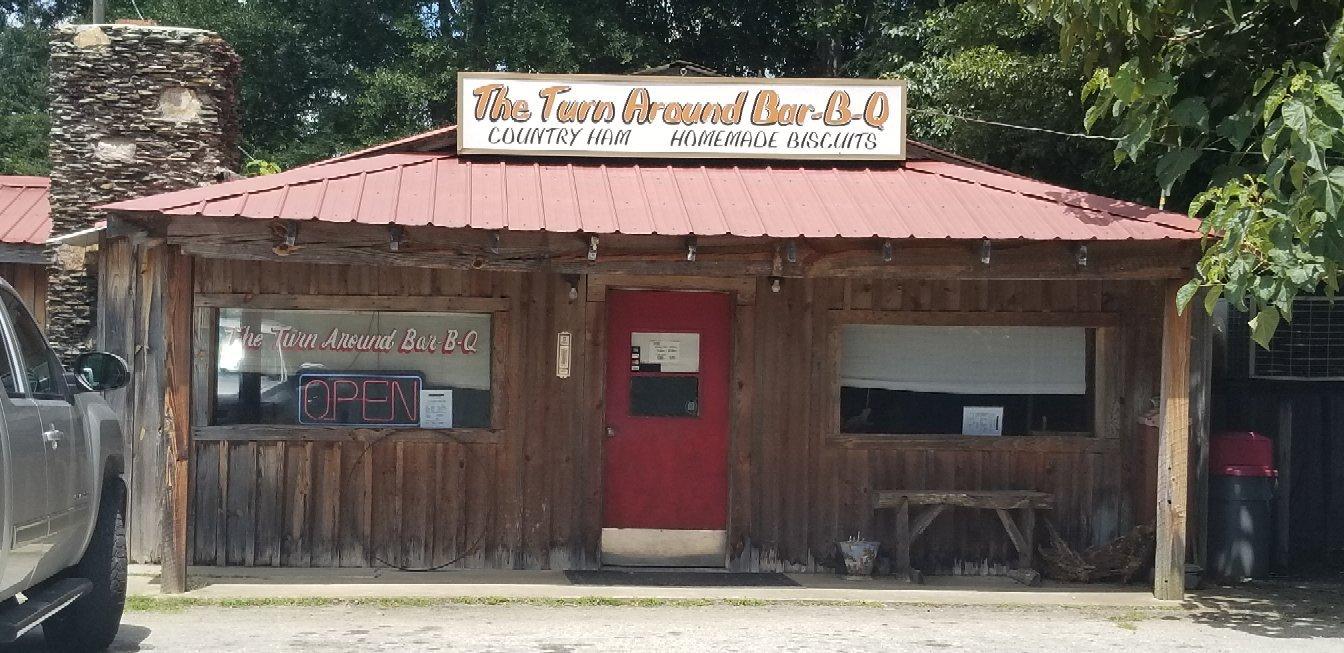 The Turn Around Bar-B-Q
COUNTRY HAM HOMEMADE BISCUITS
The Turn Around Bar-B-Q
OPEN